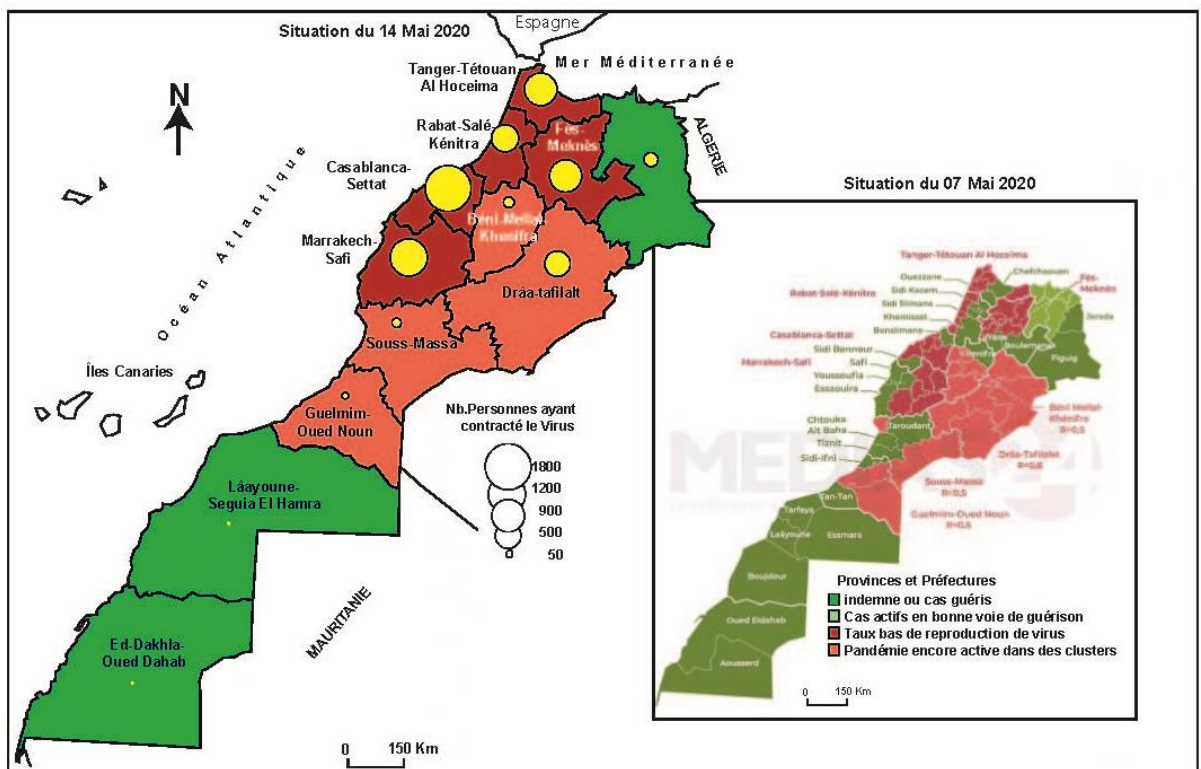 Situation du 14 Mai 2020
Espagne
Mer Méditerranée
Tanger-Tétouan
Al Hoceima
N
Rabat-Salé-
Kénitra
Fès-
Meknès
ALGERIE
Casablanca-
Settat
Océan Atlantique
Béni-Mellal-
Khenifra
Marrakech-
Safi
Drâa-tafilalt
Souss-Massa
Îles Canaries
Guelmim-
Oued Noun
Nb.Personnes ayant
contracté le Virus
1800
1200
900
500
50
Lâayoune-
Seguia El Hamra
MAURITANIE
Ed-Dakhla-
Oued Dahab
0 150 Km
Situation du 07 Mai 2020
Tanger-Tétouan Al Hoceima
Ouezzane
Chefchaouen
Sidi Kacem
Fès-
Meknès
Rabat-Salé-Kénitra
Sidi Slimane
Khemissat
Jerada
Benslimane
Casablanca-Settat
Boulemane
Sidi Bennour
Figuig
Marrakech-Safi
Safi
Youssoufia
Essaouira
Béni Mellal-
Khénifra
R=0,5
Chtouka
Ait Baha
Taroudant
Tiznit
Drâa-Tafilalet
Sidi-Ifni
Souss-Massa
R=0,5
Tan-Tan
Guelmim-Oued Noun
R=0,5
Tarfaya
Laâyoune
Essmara
Boujdour
Oued Eldahab
Aousserd
Provinces et Préfectures
indemne ou cas guéris
Cas actifs en bonne voie de guérison
Taux bas de reproduction de virus
Pandémie encore active dans des clusters
0 150 Km